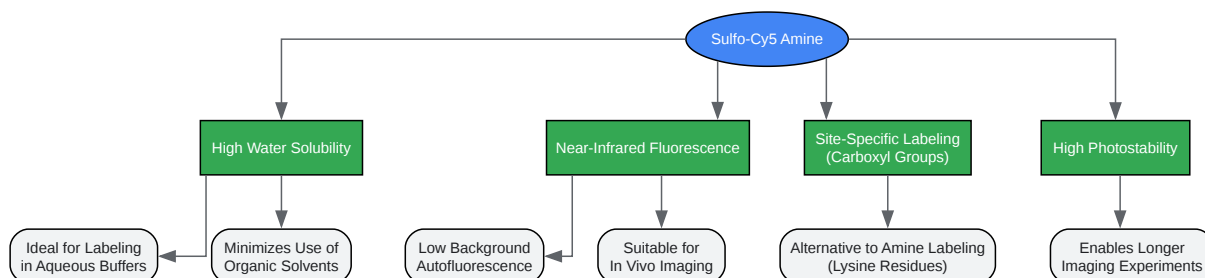 Sulfo-Cy5 Amine
High Water Solubility
Near-Infrared Fluorescence
Site-Specific Labeling
(Carboxyl Groups)
High Photostability
Ideal for Labeling
in Aqueous Buffers
Minimizes Use of
Organic Solvents
Low Background
Autofluorescence
Suitable for
In Vivo Imaging
Alternative to Amine Labeling
(Lysine Residues)
Enables Longer
Imaging Experiments